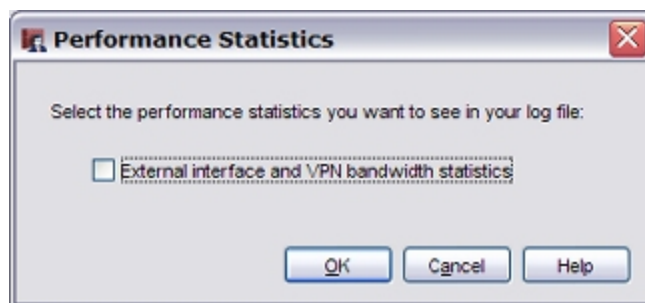 Performance Statistics
Select the performance statistics you want to see in your log file:
External interface and VPN bandwidth statistics
OK Cancel Help